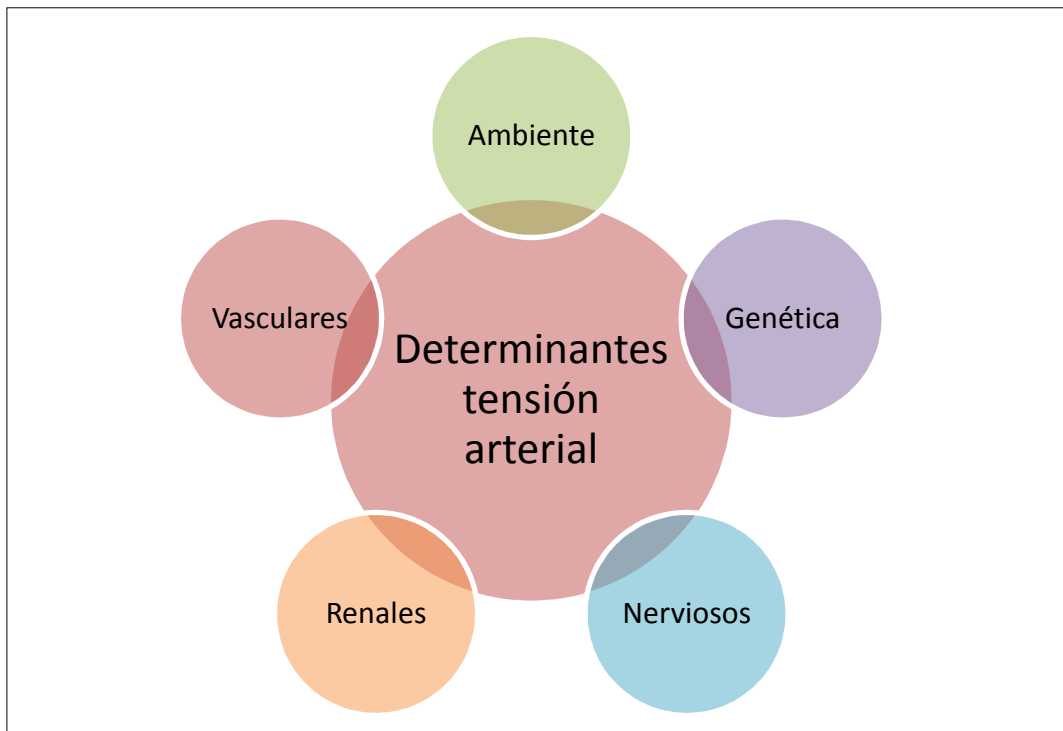 Ambiente
Vasculares
Genética
Determinantes
tensión
arterial
Renales
Nerviosos